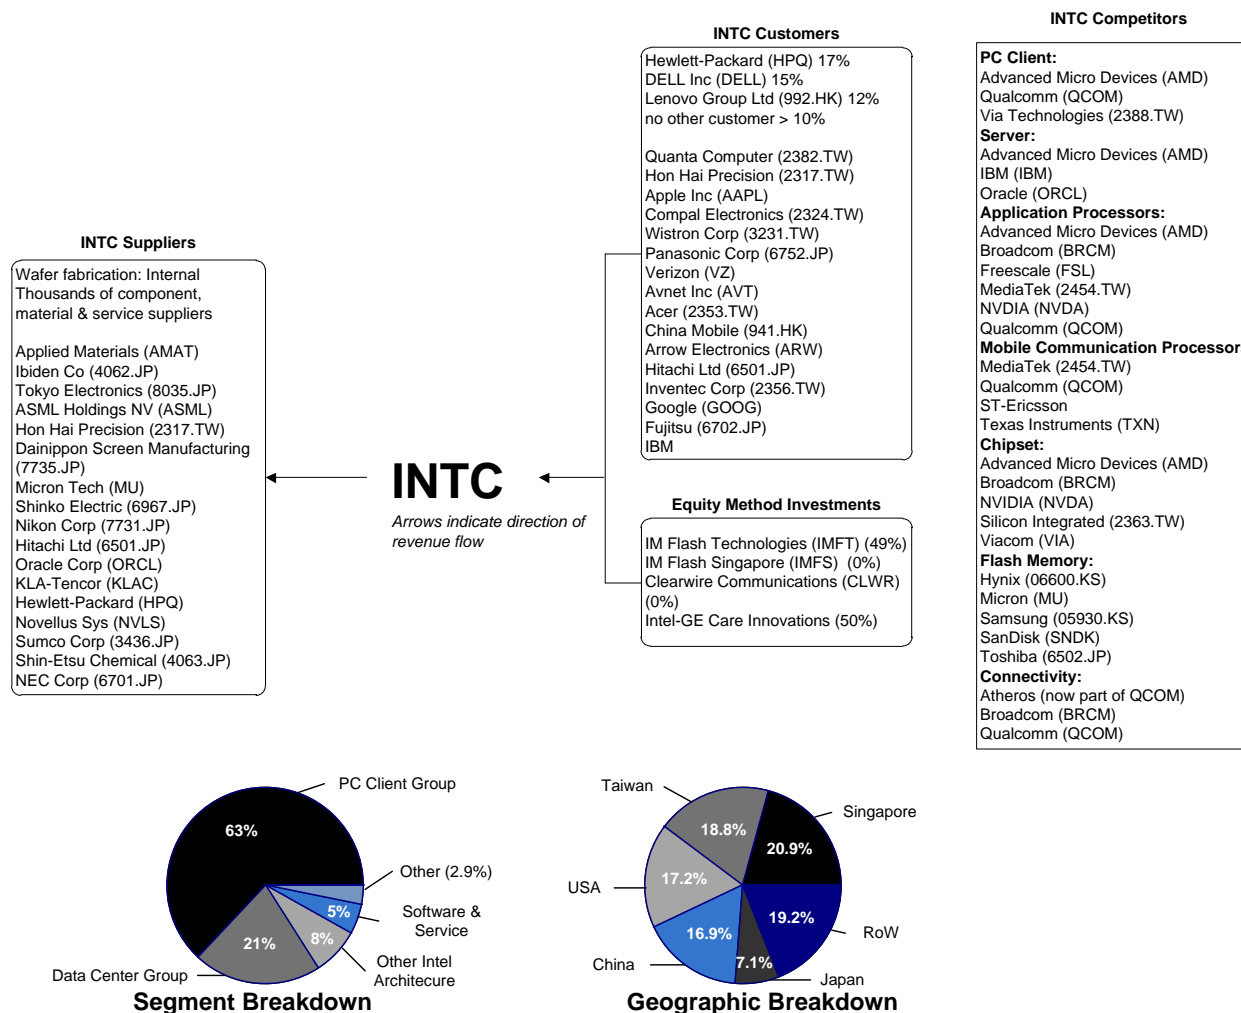 INTC Suppliers
Wafer fabrication: Internal
Thousands of component,
material & service suppliers
Applied Materials (AMAT)
Ibiden Co (4062.JP)
Tokyo Electronics (8035.JP)
ASML Holdings NV (ASML)
Hon Hai Precision (2317.TW)
Dainippon Screen Manufacturing
(7735.JP)
Micron Tech (MU)
Shinko Electric (6967.JP)
Nikon Corp (7731.JP)
Hitachi Ltd (6501.JP)
Oracle Corp (ORCL)
KLA-Tencor (KLAC)
Hewlett-Packard (HPQ)
Novellus Sys (NVLS)
Sumco Corp (3436.JP)
Shin-Etsu Chemical (4063.JP)
NEC Corp (6701.JP)
INTC
Arrows indicate direction of
revenue flow
INTC Customers
Hewlett-Packard (HPQ) 17%
DELL Inc (DELL) 15%
Lenovo Group Ltd (992.HK) 12%
no other customer > 10%
Quanta Computer (2382.TW)
Hon Hai Precision (2317.TW)
Apple Inc (AAPL)
Compal Electronics (2324.TW)
Wistron Corp (3231.TW)
Panasonic Corp (6752.JP)
Verizon (VZ)
Avnet Inc (AVT)
Acer (2353.TW)
China Mobile (941.HK)
Arrow Electronics (ARW)
Hitachi Ltd (6501.JP)
Inventec Corp (2356.TW)
Google (GOOG)
Fujitsu (6702.JP)
IBM
Equity Method Investments
IM Flash Technologies (IMFT) (49%)
IM Flash Singapore (IMFS) (0%)
Clearwire Communications (CLWR)
(0%)
Intel-GE Care Innovations (50%)
INTC Competitors
PC Client:
Advanced Micro Devices (AMD)
Qualcomm (QCOM)
Via Technologies (2388.TW)
Server:
Advanced Micro Devices (AMD)
IBM (IBM)
Oracle (ORCL)
Application Processors:
Advanced Micro Devices (AMD)
Broadcom (BRCM)
Freescale (FSL)
MediaTek (2454.TW)
NVDIA (NVDA)
Qualcomm (QCOM)
Mobile Communication Processor
MediaTek (2454.TW)
Qualcomm (QCOM)
ST-Ericsson
Texas Instruments (TXN)
Chipset:
Advanced Micro Devices (AMD)
Broadcom (BRCM)
NVIDIA (NVDA)
Silicon Integrated (2363.TW)
Viacom (VIA)
Flash Memory:
Hynix (06600.KS)
Micron (MU)
Samsung (05930.KS)
SanDisk (SNDK)
Toshiba (6502.JP)
Connectivity:
Atheros (now part of QCOM)
Broadcom (BRCM)
Qualcomm (QCOM)
PC Client Group
63%
Other (2.9%)
5%
Software &
Service
8%
Other Intel
Architecure
21%
Data Center Group
Segment Breakdown
Taiwan
18.8%
Singapore
20.9%
USA
17.2%
19.2%
RoW
China
16.9%
7.1%
Japan
Geographic Breakdown